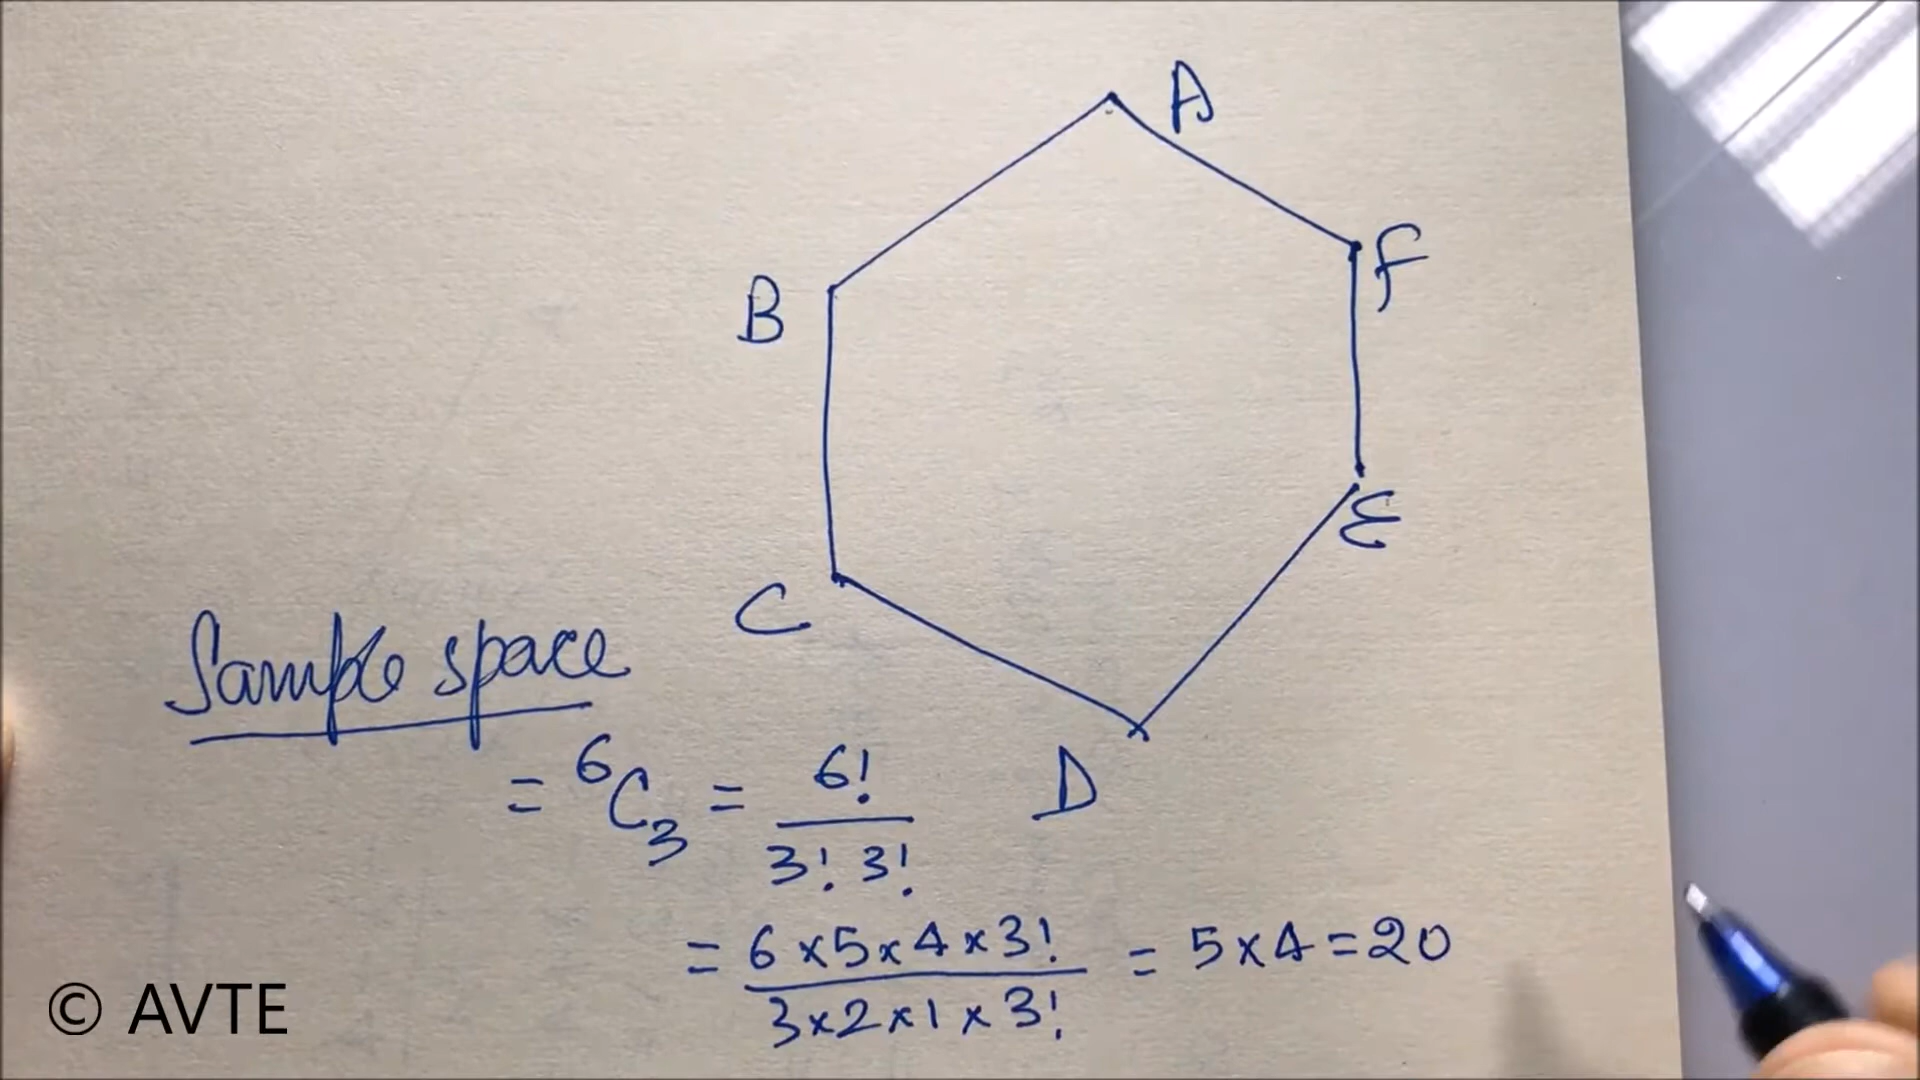 A
F
B
E
C
Sample space
D
= ⁶C₃ = 6! / 3! 3!
= 6×5×4×3! / 3×2×1×3! = 5×4=20
© AVTE